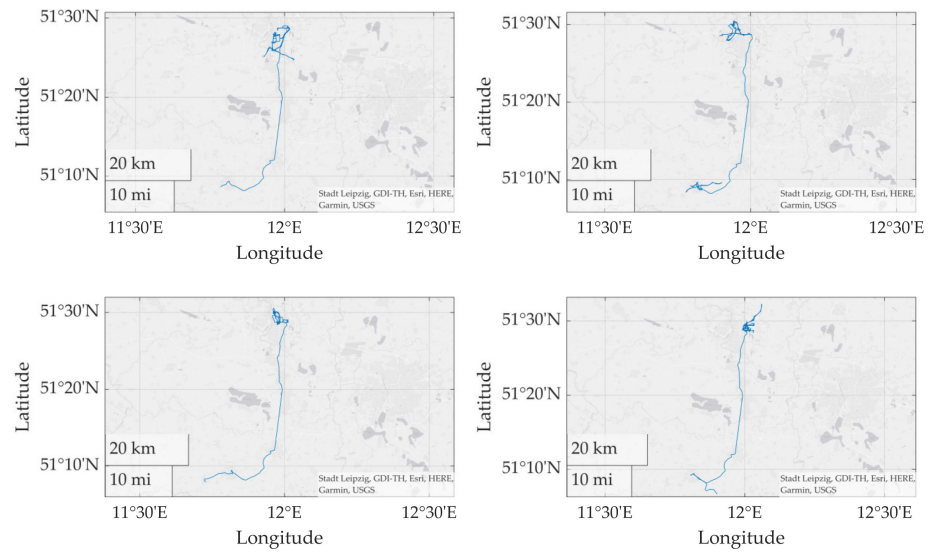 51°30'N
51°20'N
51°10'N
Latitude
20 km
10 mi
Stadt Leipzig, GDI-TH, Esri, HERE,
Garmin, USGS
11°30'E
12°E
12°30'E
Longitude
51°30'N
51°20'N
51°10'N
Latitude
20 km
10 mi
Stadt Leipzig, GDI-TH, Esri, HERE,
Garmin, USGS
11°30'E
12°E
12°30'E
Longitude
51°30'N
51°20'N
51°10'N
Latitude
20 km
10 mi
Stadt Leipzig, GDI-TH, Esri, HERE,
Garmin, USGS
11°30'E
12°E
12°30'E
Longitude
51°30'N
51°20'N
51°10'N
Latitude
20 km
10 mi
Stadt Leipzig, GDI-TH, Esri, HERE,
Garmin, USGS
11°30'E
12°E
12°30'E
Longitude